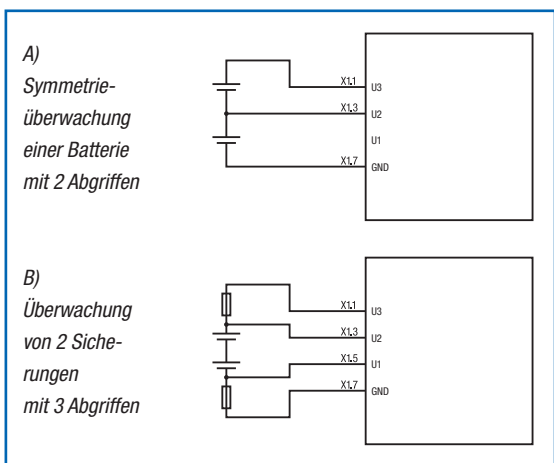 A)
Symmetrie-
überwachung
einer Batterie
mit 2 Abgriffen
X1.1 U3
X1.3 U2
U1
X1.7 GND
B)
Überwachung
von 2 Siche-
rungen
mit 3 Abgriffen
X1.1 U3
X1.3 U2
X1.5 U1
X1.7 GND